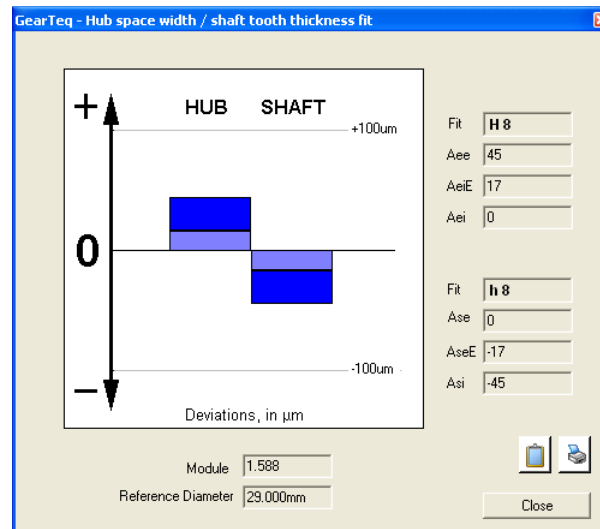 GearTeq - Hub space width / shaft tooth thickness fit
+ HUB SHAFT
+100um
0
-100um
–
Deviations, in µm
Fit H 8
Aee 45
AeiE 17
Aei 0
Fit h 8
Ase 0
AseE -17
Asi -45
Module 1.588
Reference Diameter 29.000mm
Close